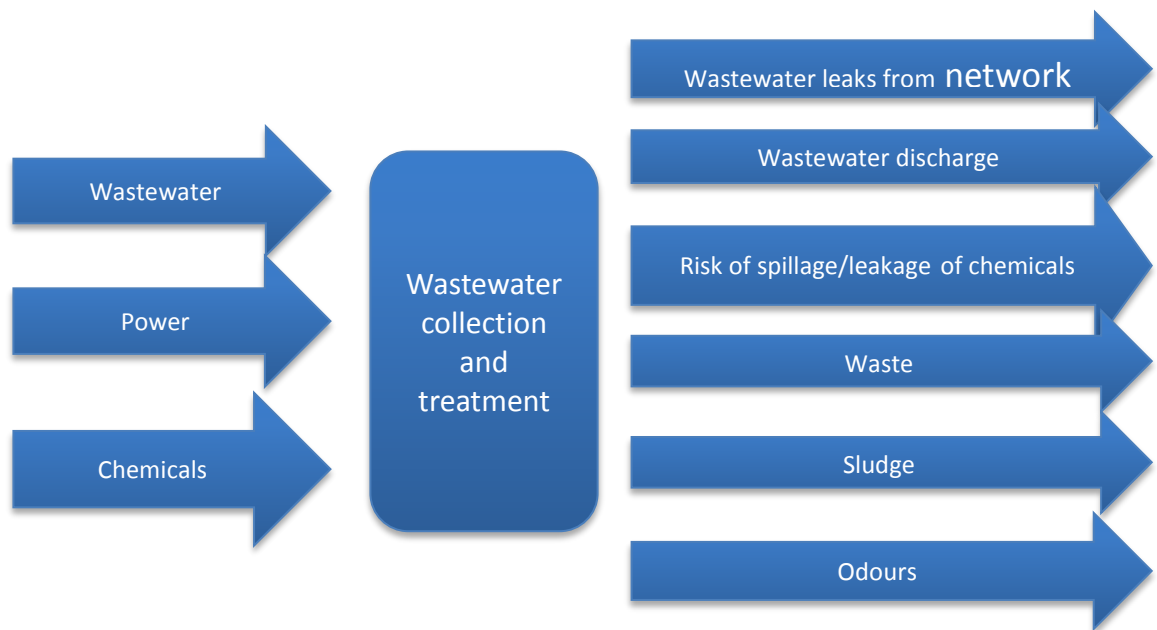 Wastewater
Power
Chemicals
Wastewater
collection
and
treatment
Wastewater leaks from network
Wastewater discharge
Risk of spillage/leakage of chemicals
Waste
Sludge
Odours